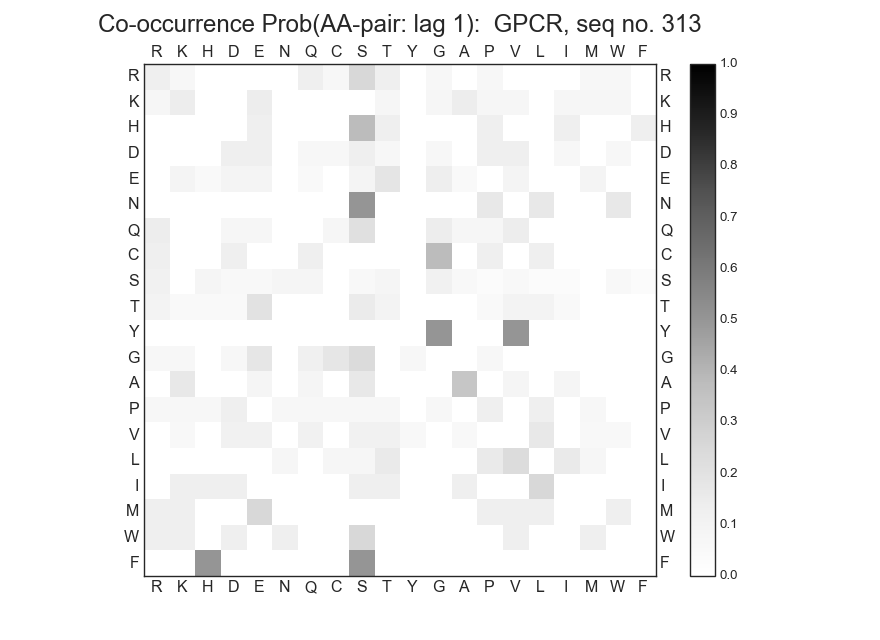 Co-occurrence Prob(AA-pair: lag 1):  GPCR, seq no. 313
R K H D E N Q C S T Y G A P V L I M W F
R R 1.0
K K 0.9
H H
D D 0.8
E E
N N 0.7
Q Q 0.6
C C
S S 0.5
T T
Y Y 0.4
G G
A A
P P 0.3
V V
L L 0.2
I I
M M 0.1
W W
F F 0.0
R K H D E N Q C S T Y G A P V L I M W F